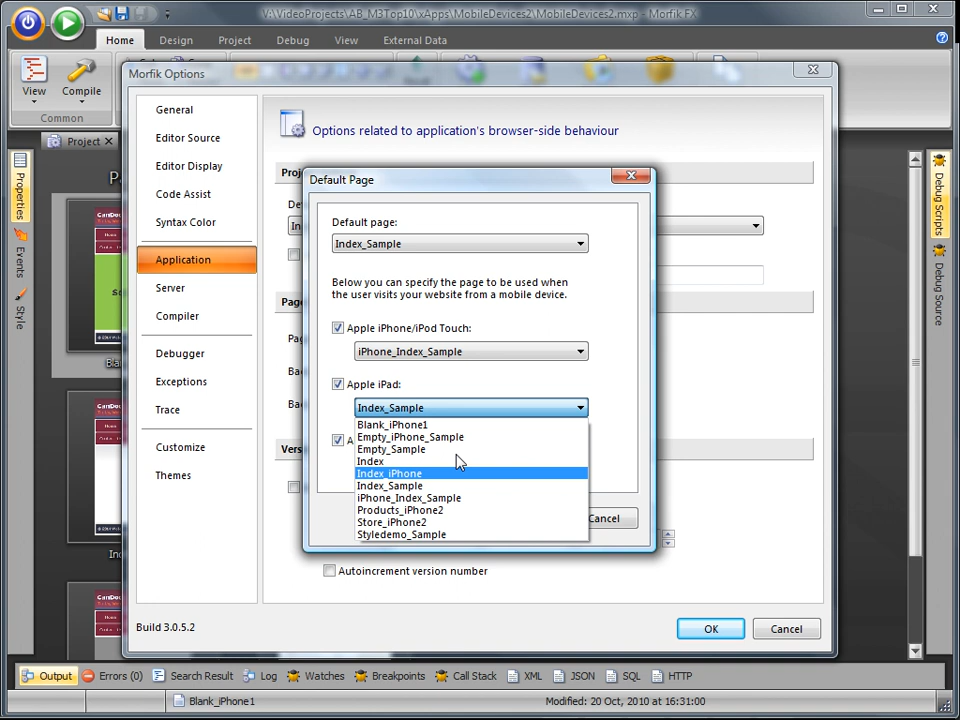 V:\VideoProjects\AB_M3Top10\xApps\MobileDevices2\MobileDevices2.mxp - Morfik FX
Home Design Project Debug View External Data
View Compile
Common
Project
Properties
Events
Style
Debug Scripts
Debug Source
Morfik Options
General
Editor Source
Editor Display
Code Assist
Syntax Color
Application
Server
Compiler
Debugger
Exceptions
Trace
Customize
Themes
Build 3.0.5.2
Options related to application's browser-side behaviour
Default Page
Default page:
Index_Sample
Below you can specify the page to be used when
the user visits your website from a mobile device.
Apple iPhone/iPod Touch:
iPhone_Index_Sample
Apple iPad:
Index_Sample
Blank_iPhone1
Empty_iPhone_Sample
Empty_Sample
Index
Index_iPhone
Index_Sample
iPhone_Index_Sample
Products_iPhone2
Store_iPhone2
Styledemo_Sample
Cancel
Autoincrement version number
OK Cancel
Output Errors (0) Search Result Log Watches Breakpoints Call Stack XML JSON SQL HTTP
Blank_iPhone1 Modified: 20 Oct, 2010 at 16:31:00